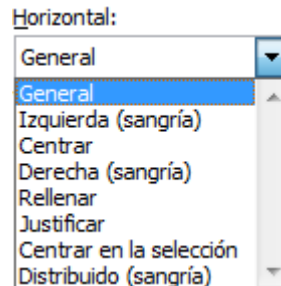 Horizontal:
General
General
Izquierda (sangría)
Centrar
Derecha (sangría)
Rellenar
Justificar
Centrar en la selección
Distribuido (sangría)